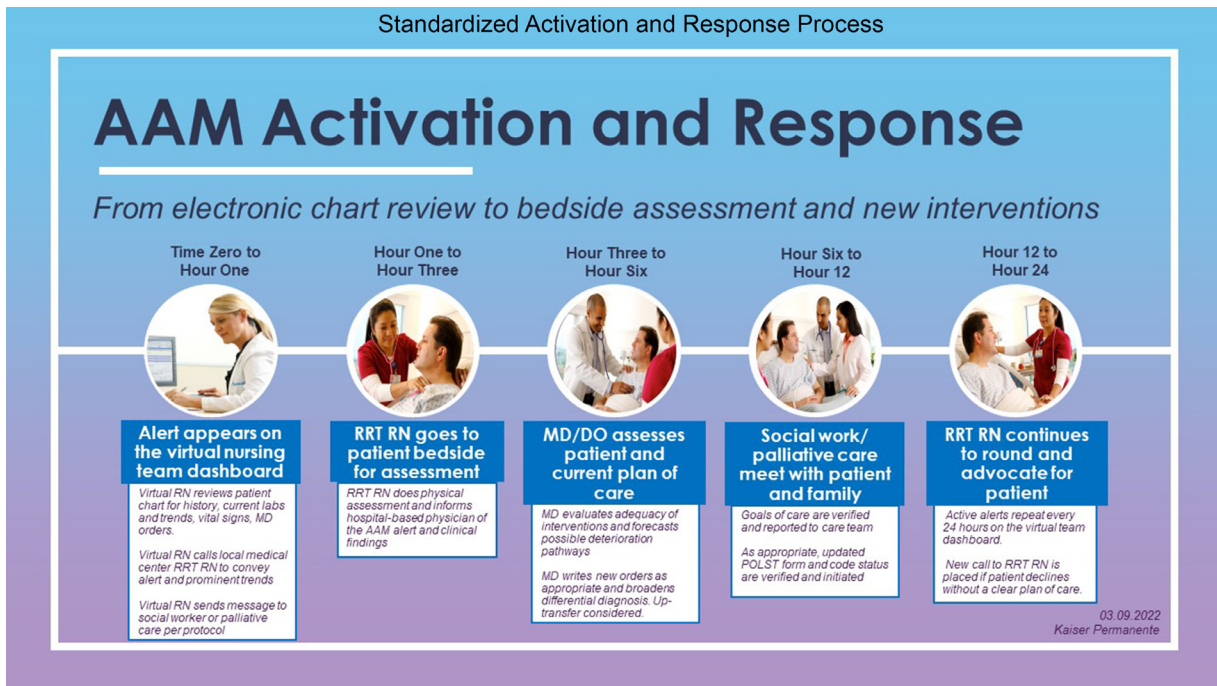 Standardized Activation and Response Process
AAM Activation and Response
From electronic chart review to bedside assessment and new interventions
Time Zero to
Hour One
Alert appears on
the virtual nursing
team dashboard
Virtual RN reviews patient
chart for history, current labs
and trends, vital signs, MD
orders.
Virtual RN calls local medical
center RRT RN to convey
alert and prominent trends
Virtual RN sends message to
social worker or palliative
care per protocol
Hour One to
Hour Three
RRT RN goes to
patient bedside
for assessment
RRT RN does physical
assessment and informs
hospital-based physician of
the AAM alert and clinical
findings
Hour Three to
Hour Six
MD/DO assesses
patient and
current plan of
care
MD evaluates adequacy of
interventions and forecasts
possible deterioration
pathways
MD writes new orders as
appropriate and broadens
differential diagnosis. Up-
transfer considered.
Hour Six to
Hour 12
Social work/
palliative care
meet with patient
and family
Goals of care are verified
and reported to care team
As appropriate, updated
POLST form and code status
are verified and initiated
Hour 12 to
Hour 24
RRT RN continues
to round and
advocate for
patient
Active alerts repeat every
24 hours on the virtual team
dashboard.
New call to RRT RN is
placed if patient declines
without a clear plan of care.
03.09.2022
Kaiser Permanente